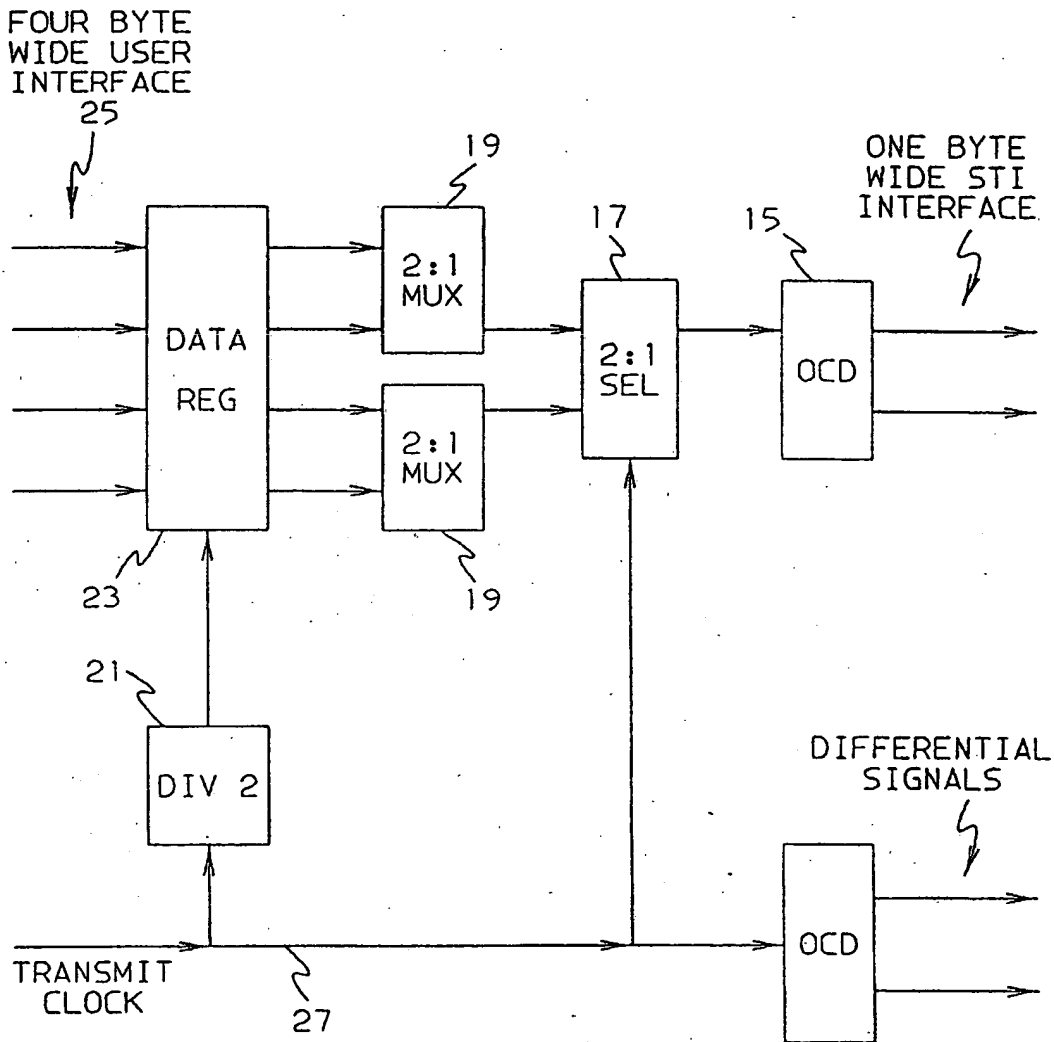 FOUR BYTE
WIDE USER
INTERFACE
25
19
ONE BYTE
WIDE STI
INTERFACE
17
15
2:1
MUX
DATA
REG
2:1
SEL
OCD
2:1
MUX
23
19
21
DIV 2
DIFFERENTIAL
SIGNALS
OCD
TRANSMIT
CLOCK
27